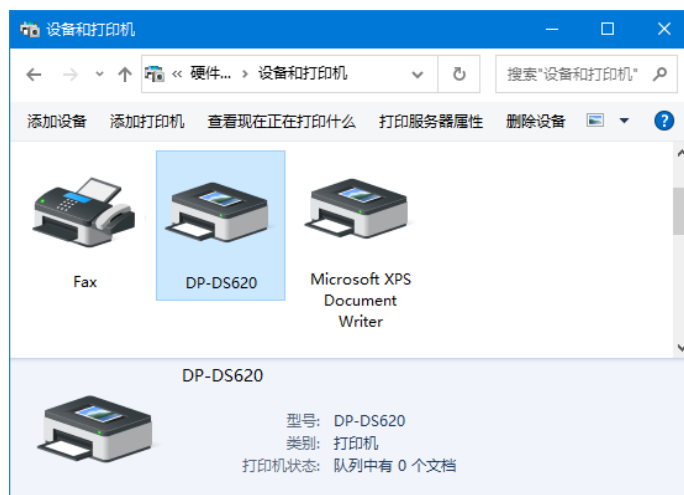 设备和打印机
« 硬件... › 设备和打印机 搜索"设备和打印机"
添加设备 添加打印机 查看现在正在打印什么 打印服务器属性 删除设备 ?
Fax
DP-DS620
Microsoft XPS
Document
Writer
DP-DS620
型号: DP-DS620
类别: 打印机
打印机状态: 队列中有 0 个文档